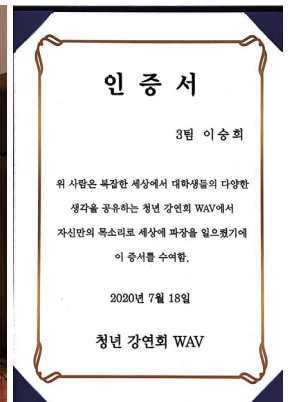 인증서
3팀 이승희
위 사람은 복잡한 세상에서 대학생들의 다양한
생각을 공유하는 청년 강연회 WAV에서
자신만의 목소리로 세상에 파장을 일으켰기에
이 증서를 수여함.
2020년 7월 18일
청년 강연회 WAV